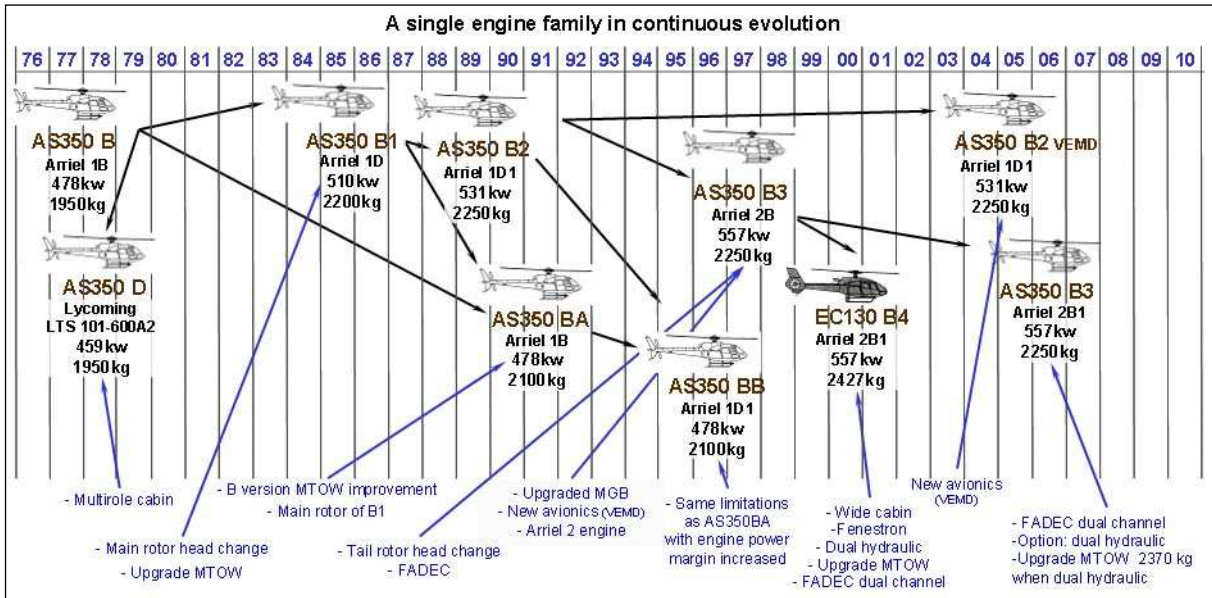 A single engine family in continuous evolution
76 77 78 79 80 81 82 83 84 85 86 87 88 89 90 91 92 93 94 95 96 97 98 99 00 01 02 03 04 05 06 07 08 09 10
AS350 B
Arriel 1B
478kw
1950kg
AS350 B1
Arriel 1D
510kw
2200kg
AS350 B2
Arriel 1D1
531kw
2250kg
AS350 B3
Arriel 2B
557kw
2250kg
AS350 B2 VEMD
Arriel 1D1
531kw
2250kg
AS350 D
Lycoming
LTS 101-600A2
459kw
1950kg
AS350 BA
Arriel 1B
478kw
2100kg
AS350 BB
Arriel 1D1
478kw
2100kg
EC130 B4
Arriel 2B1
557kw
2427kg
AS350 B3
Arriel 2B1
557kw
2250kg
- Multirole cabin
- Main rotor head change
- Upgrade MTOW
- B version MTOW improvement
- Main rotor of B1
- Tail rotor head change
- FADEC
- Upgraded MGB
- New avionics (VEMD)
- Arriel 2 engine
- Same limitations
as AS350BA
with engine power
margin increased
- Wide cabin
- Fenestron
- Dual hydraulic
- Upgrade MTOW
- FADEC dual channel
New avionics
(VEMD)
- FADEC dual channel
- Option: dual hydraulic
-Upgrade MTOW 2370 kg
when dual hydraulic